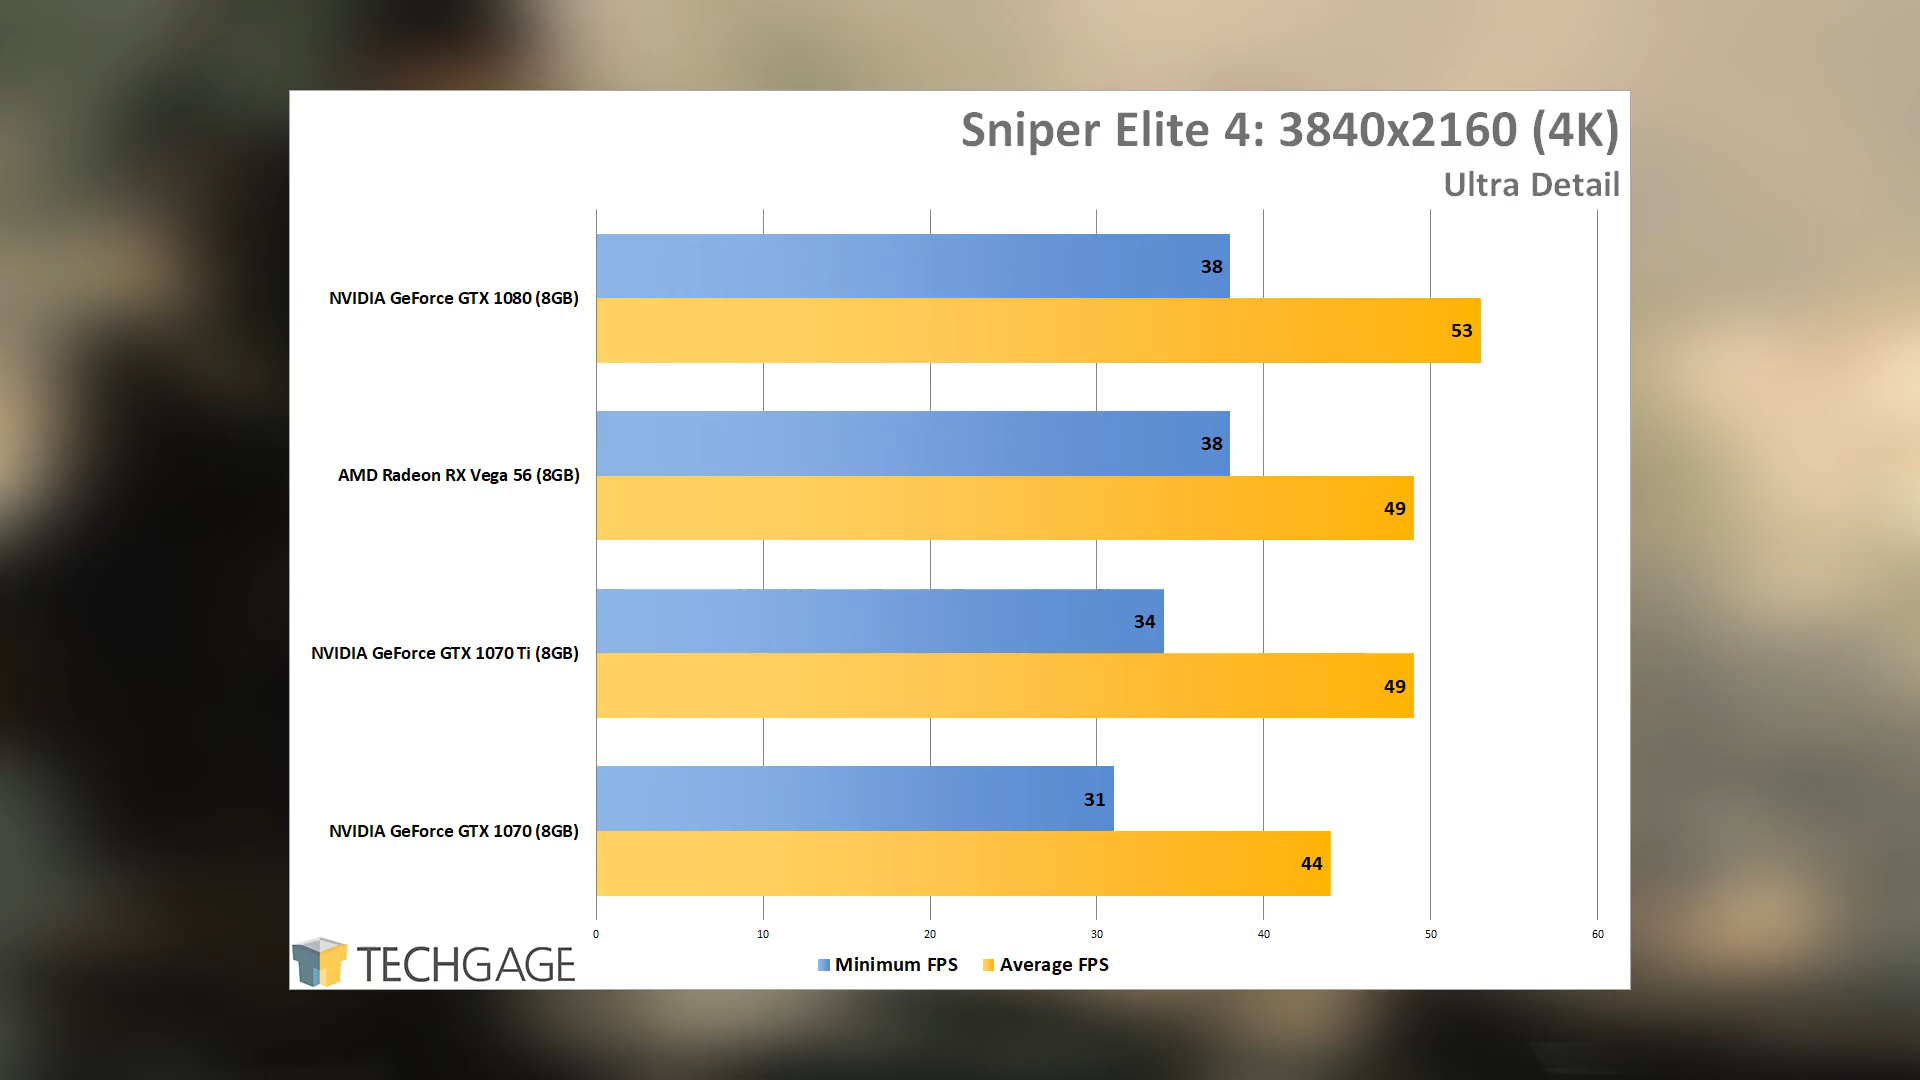 Sniper Elite 4: 3840x2160 (4K)
Ultra Detail
NVIDIA GeForce GTX 1080 (8GB)
38
53
AMD Radeon RX Vega 56 (8GB)
38
49
NVIDIA GeForce GTX 1070 Ti (8GB)
34
49
NVIDIA GeForce GTX 1070 (8GB)
31
44
0 10 20 30 40 50 60
Minimum FPS Average FPS
TECHGAGE